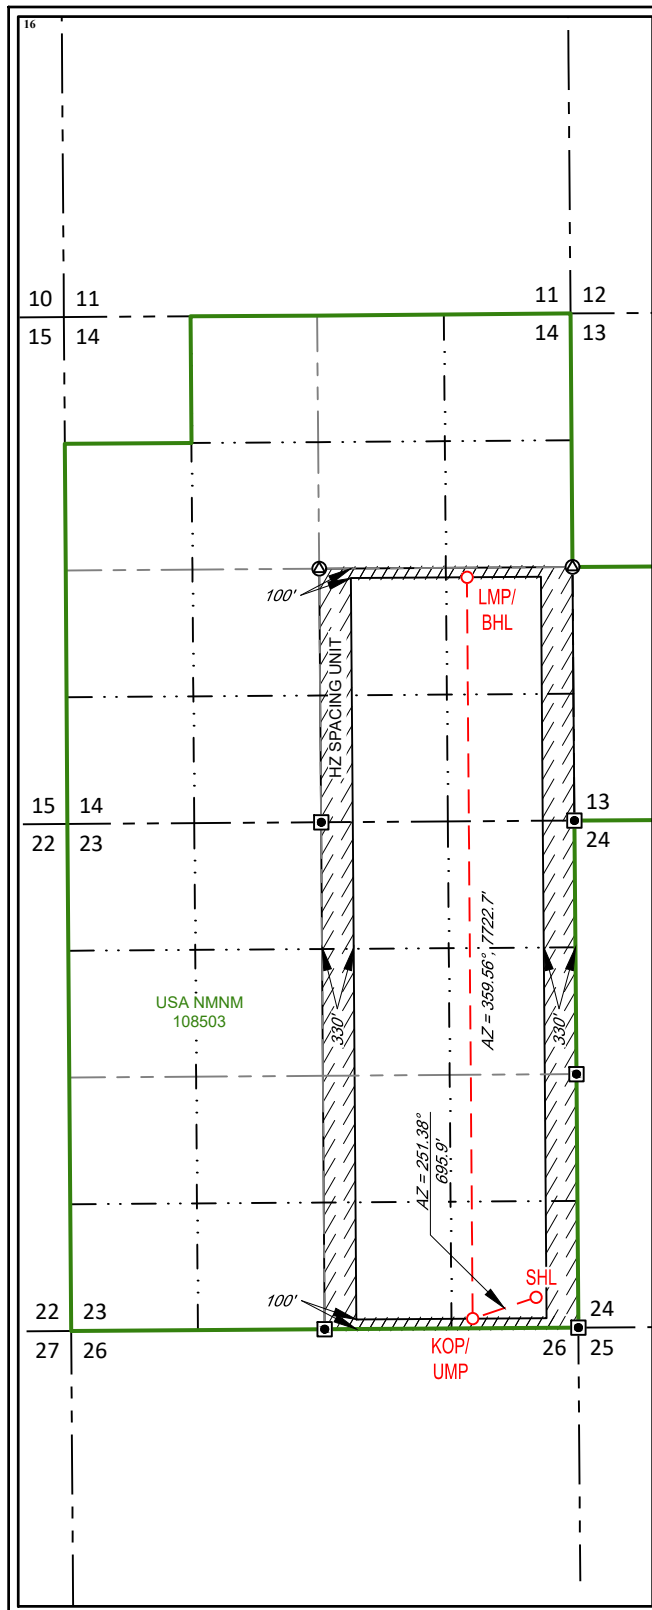 16
10 11
15 14
11 12
14 13
100'
LMP/
BHL
HZ SPACING UNIT
15 14
22 23
13
24
USA NMNM
108503
330'
330'
AZ = 359.56°, 7722.7'
AZ = 251.38°
695.9'
SHL
100'
22 23
27 26
24
26 25
KOP/
UMP